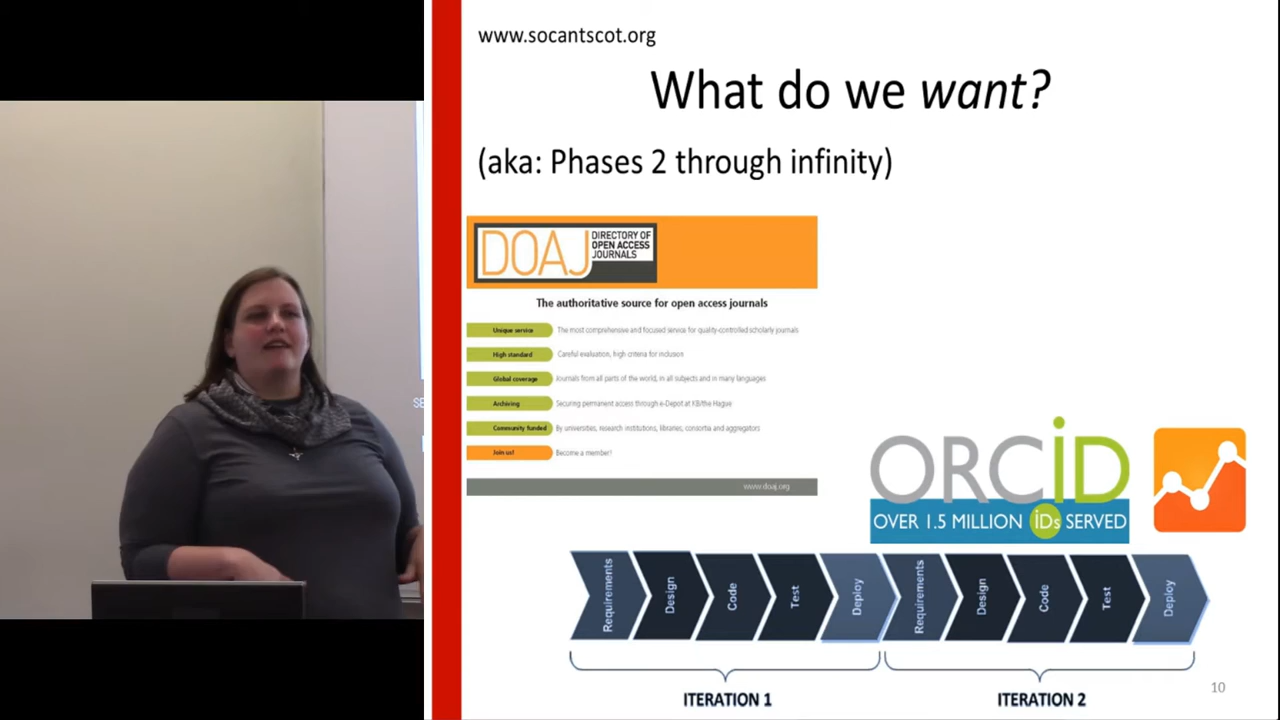 www.socantscot.org
What do we want?
(aka: Phases 2 through infinity)
DOAJ DIRECTORY OF
OPEN ACCESS
JOURNALS
The authoritative source for open access journals
Unique service The most comprehensive and focused service for quality-controlled scholarly journals
High standard Careful evaluation, high criteria for inclusion
Global coverage Journals from all parts of the world, in all subjects and in many languages
Archiving Securing permanent access through e-Depot at KB/the Hague
Community funded By universities, research institutions, libraries, consortia and aggregators
Join us! Become a member!
www.doaj.org
ORCiD
OVER 1.5 MILLION iDs SERVED
Requirements
Design
Code
Test
Deploy
Requirements
Design
Code
Test
Deploy
ITERATION 1
ITERATION 2
10